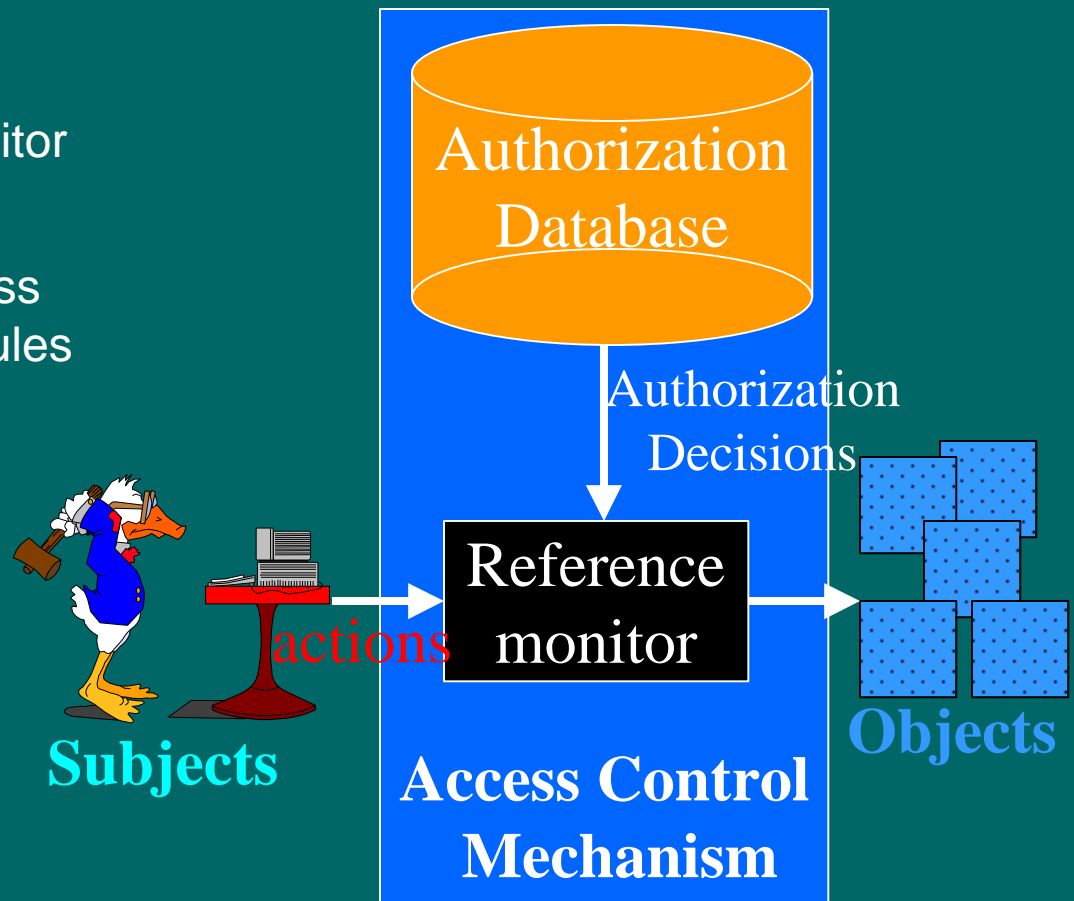 itor
ss
ules
Authorization
Database
Authorization
Decisions
Reference
monitor
actions
Subjects
Objects
Access Control
Mechanism